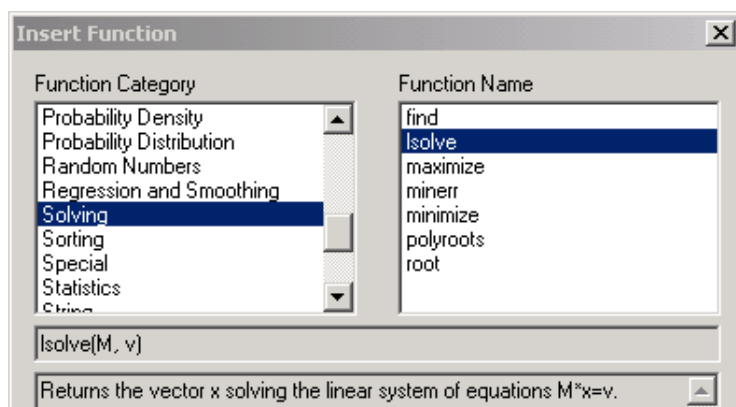 Insert Function
Function Category
Probability Density
Probability Distribution
Random Numbers
Regression and Smoothing
Solving
Sorting
Special
Statistics
String
Function Name
find
lsolve
maximize
minerr
minimize
polyroots
root
lsolve(M, v)
Returns the vector x solving the linear system of equations M*x=v.